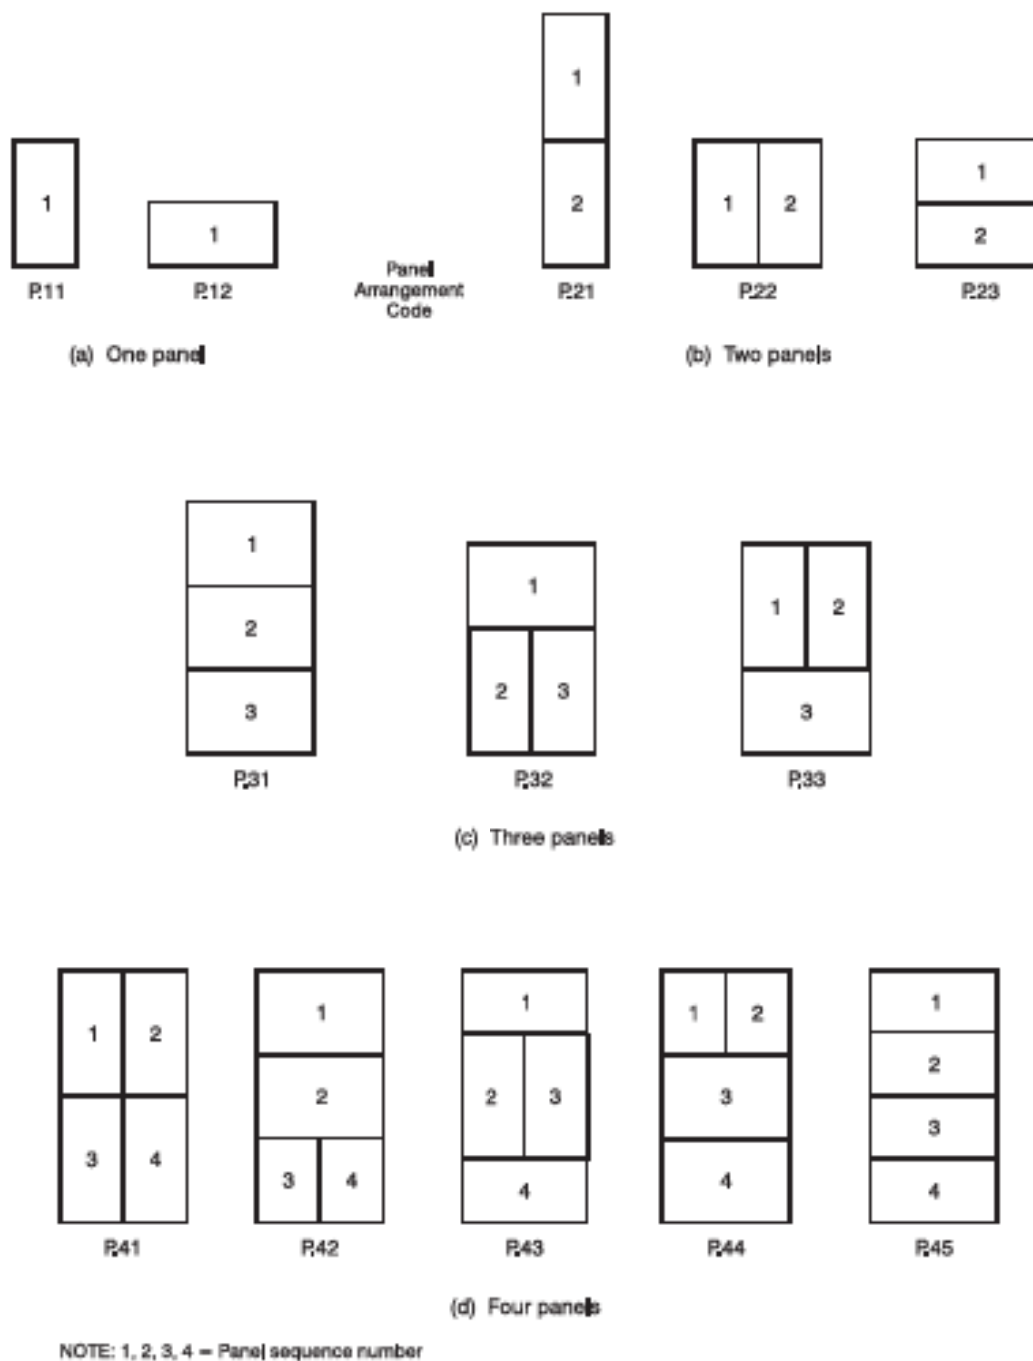 1
P.11
1
P.12
Panel
Arrangement
Code
(a) One panel
1
2
P.21
1 2
P.22
1
2
P.23
(b) Two panels
1
2
3
P.31
1
2 3
P.32
1 2
3
P.33
(c) Three panels
1 2
3 4
P.41
1
2
3 4
P.42
1
2 3
4
P.43
1 2
3
4
P.44
1
2
3
4
P.45
(d) Four panels
NOTE: 1, 2, 3, 4 = Panel sequence number